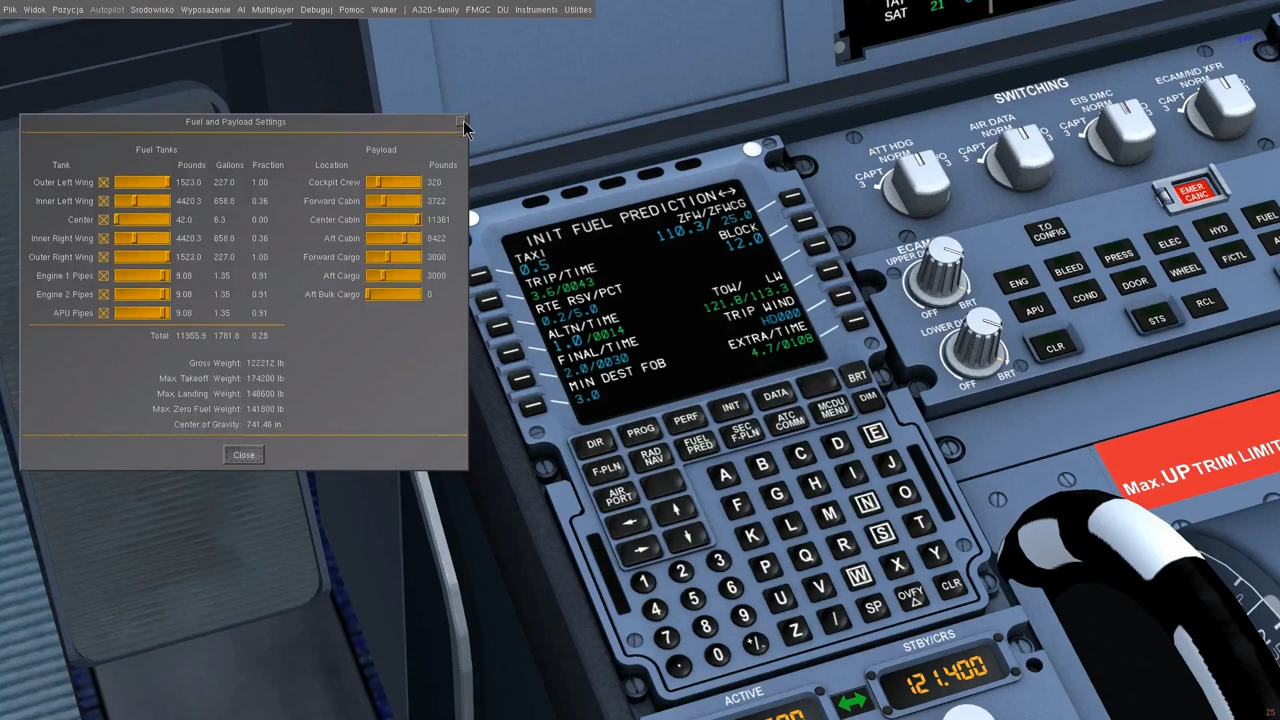 Plik Widok Pozycja Autopilot Srodowisko Wyposazenie AI Multiplayer Debuguj Pomoc Walker | A320-family FMGC DU Instruments Utilities
Fuel and Payload Settings
Fuel Tanks Payload
Tank Pounds Gallons Fraction Location Pounds
Outer Left Wing 1523.0 227.0 1.00 Cockpit Crew 320
Inner Left Wing 4420.3 658.8 0.36 Forward Cabin 3722
Center 42.0 6.3 0.00 Center Cabin 11361
Inner Right Wing 4420.3 658.8 0.36 Aft Cabin 8422
Outer Right Wing 1523.0 227.0 1.00 Forward Cargo 3000
Engine 1 Pipes 9.08 1.35 0.91 Aft Cargo 3000
Engine 2 Pipes 9.08 1.35 0.91 Aft Bulk Cargo 0
APU Pipes 9.08 1.35 0.91
Total: 11955.9 1781.8 0.28
Gross Weight: 122212 lb
Max. Takeoff Weight: 174200 lb
Max. Landing Weight: 148600 lb
Max. Zero Fuel Weight: 141800 lb
Center of Gravity: 741.46 in
Close
TAT
SAT 21
INIT FUEL PREDICTION ↔
TAXI ZFW/ZFWCG
0.5 110.3/ 25.0
TRIP/TIME BLOCK
3.6/0043 12.0
RTE RSV/PCT
0.2/5.0
ALTN/TIME TOW/ LW
1.0/0014 121.8/113.3
FINAL/TIME TRIP WIND
2.0/0030 HD000
MIN DEST FOB EXTRA/TIME
3.0 4.7/0108
DIR PROG PERF INIT DATA BRT
F-PLN RAD NAV FUEL PRED SEC F-PLN ATC COMM MCDU MENU DIM
AIR PORT
← ↑
→ ↓
A B C D E
F G H I J
K L M N O
P Q R S T
U V W X Y
Z / SP OVFY △ CLR
1 2 3
4 5 6
7 8 9
. 0 +/-
SWITCHING
ATT HDG
NORM
CAPT 3
AIR DATA
NORM
CAPT 3
EIS DMC
NORM
CAPT 3
ECAM/ND XFR
NORM
CAPT
EMER
CANC
ECAM
UPPER
OFF BRT
LOWER
OFF BRT
TO
CONFIG
ENG BLEED PRESS ELEC HYD FUEL
APU COND DOOR WHEEL F/CTL
CLR STS RCL
Max. UP TRIM LIMIT
STBY/CRS
121.400
ACTIVE
25